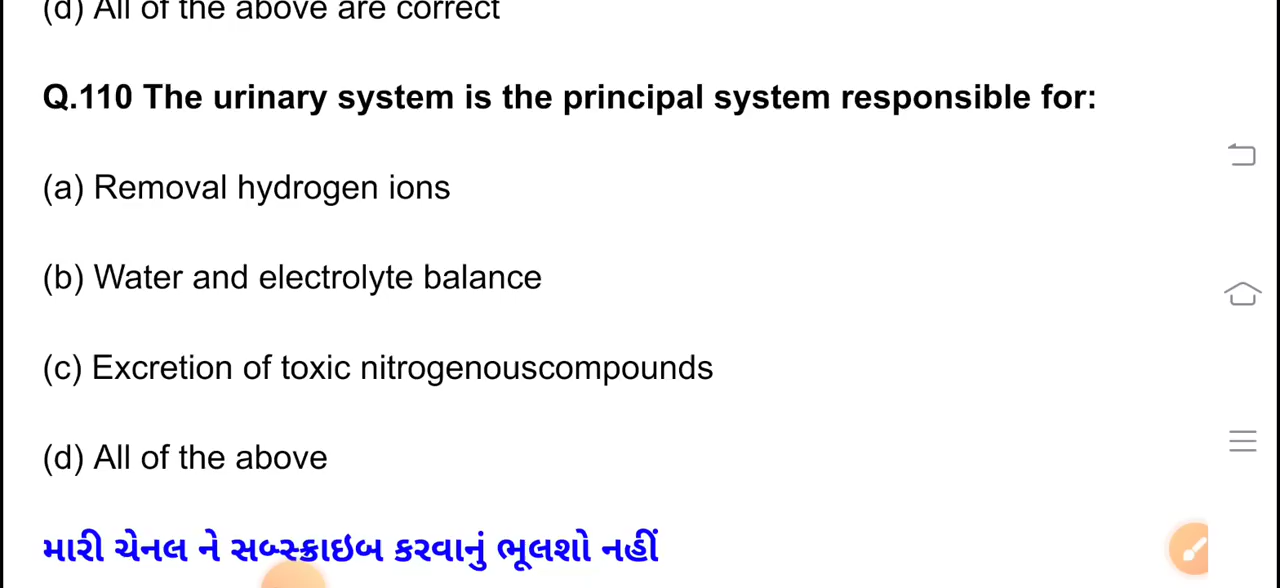 (d) All of the above are correct
Q.110 The urinary system is the principal system responsible for:
(a) Removal hydrogen ions
(b) Water and electrolyte balance
(c) Excretion of toxic nitrogenouscompounds
(d) All of the above
મારી ચેનલ ને સબ્સ્ક્રાઇબ કરવાનું ભૂલશો નહીં